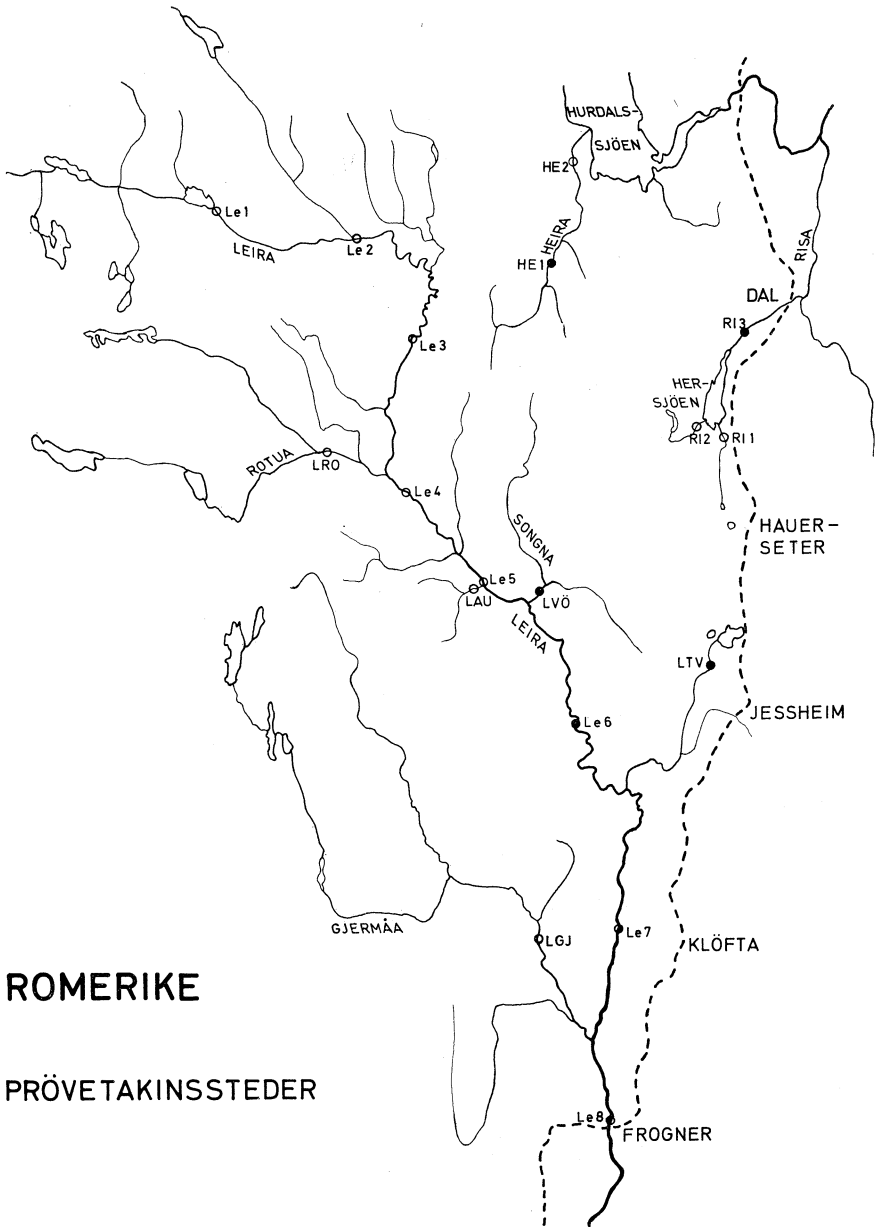 HURDALS-
SJÖEN
HE2
Le1
LEIRA
Le2
HEIRA
HE1
RISA
DAL
RI3
Le3
HER-
SJÖEN
RI2
RI1
ROTUA
LRO
Le4
SONGNA
HAUER-
SETER
Le5
LAU
LVÖ
LEIRA
LTV
Le6
JESSHEIM
GJERMÅA
LGJ
Le7
KLÖFTA
ROMERIKE
PRÖVETAKINSSTEDER
Le8
FROGNER